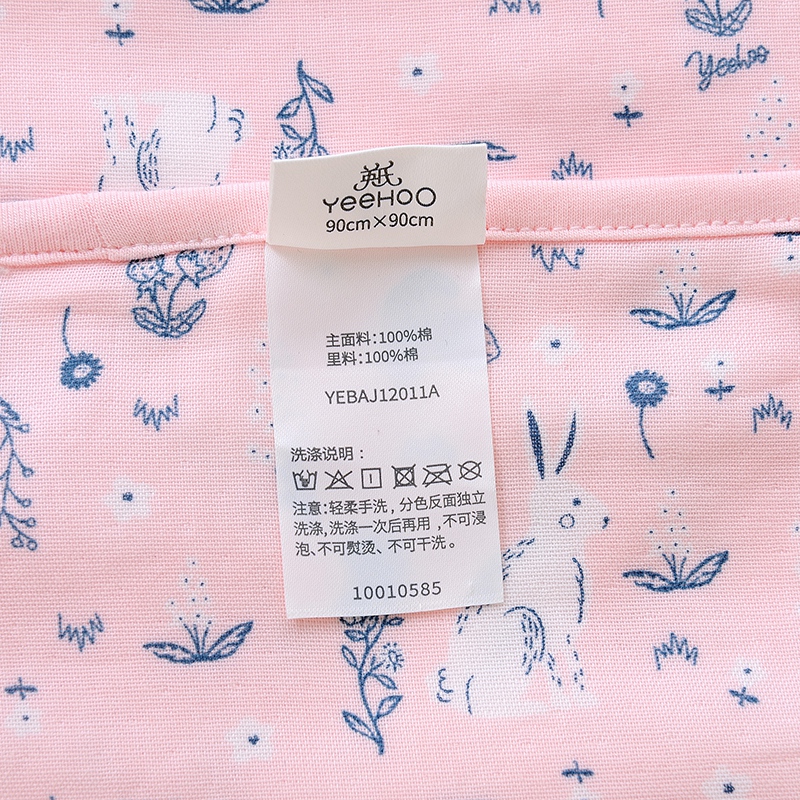 Yeehoo
英氏
YeeHOO
90cm×90cm
主面料:100%棉
里料:100%棉
YEBAJ12011A
洗涤说明:
注意:轻柔手洗,分色反面独立
洗涤,洗涤一次后再用,不可浸
泡、不可熨烫、不可干洗。
10010585